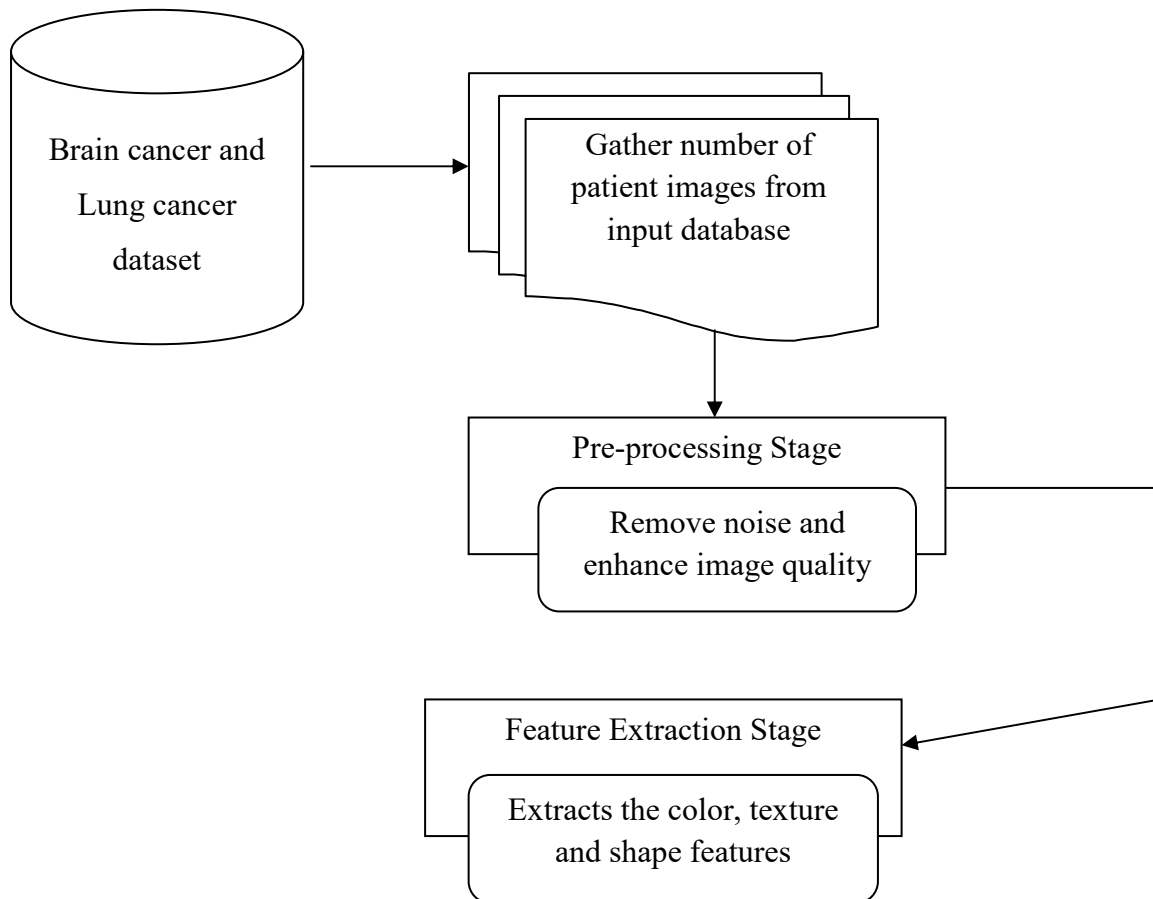 Brain cancer and
Lung cancer
dataset
Gather number of
patient images from
input database
Pre-processing Stage
Remove noise and
enhance image quality
Feature Extraction Stage
Extracts the color, texture
and shape features